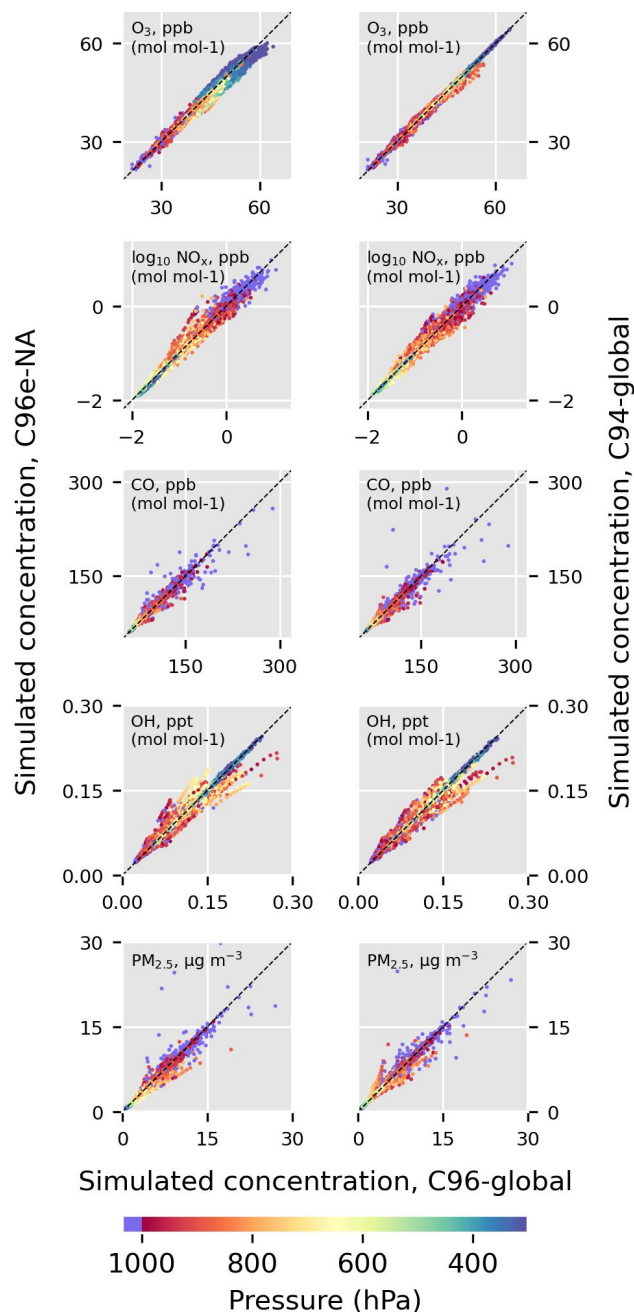 O3, ppb
(mol mol-1)
60
30
30
60
O3, ppb
(mol mol-1)
60
30
30
60
log10 NOx, ppb
(mol mol-1)
0
−2
−2
0
log10 NOx, ppb
(mol mol-1)
0
−2
−2
0
CO, ppb
(mol mol-1)
300
150
150
300
CO, ppb
(mol mol-1)
300
150
150
300
OH, ppt
(mol mol-1)
0.30
0.15
0.00
0.00
0.15
0.30
OH, ppt
(mol mol-1)
0.30
0.15
0.00
0.00
0.15
0.30
PM2.5, µg m−3
30
15
0
0
15
30
PM2.5, µg m−3
30
15
0
0
15
30
Simulated concentration, C96e-NA
Simulated concentration, C94-global
Simulated concentration, C96-global
1000
800
600
400
Pressure (hPa)